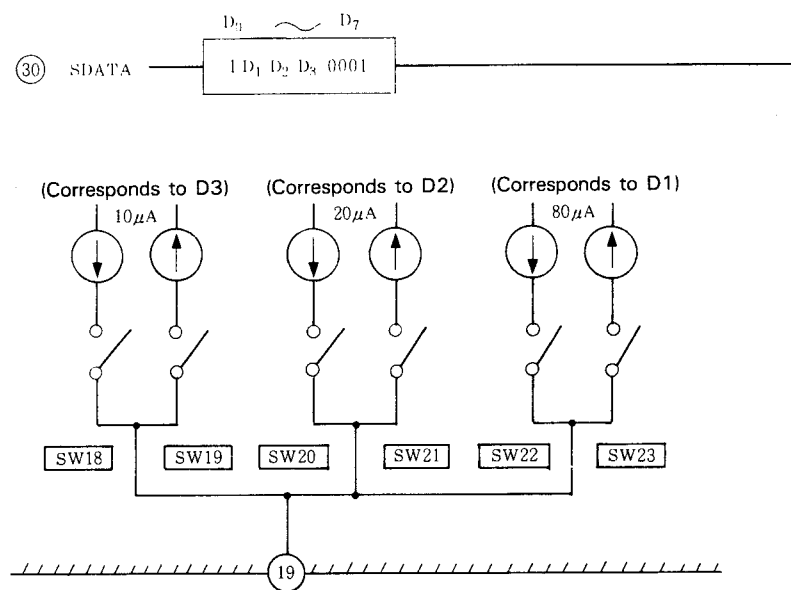 D₀ ～ D₇
30 SDATA 1 D₁ D₂ D₃ 0001
(Corresponds to D3) (Corresponds to D2) (Corresponds to D1)
10μA 20μA 80μA
SW18 SW19 SW20 SW21 SW22 SW23
19